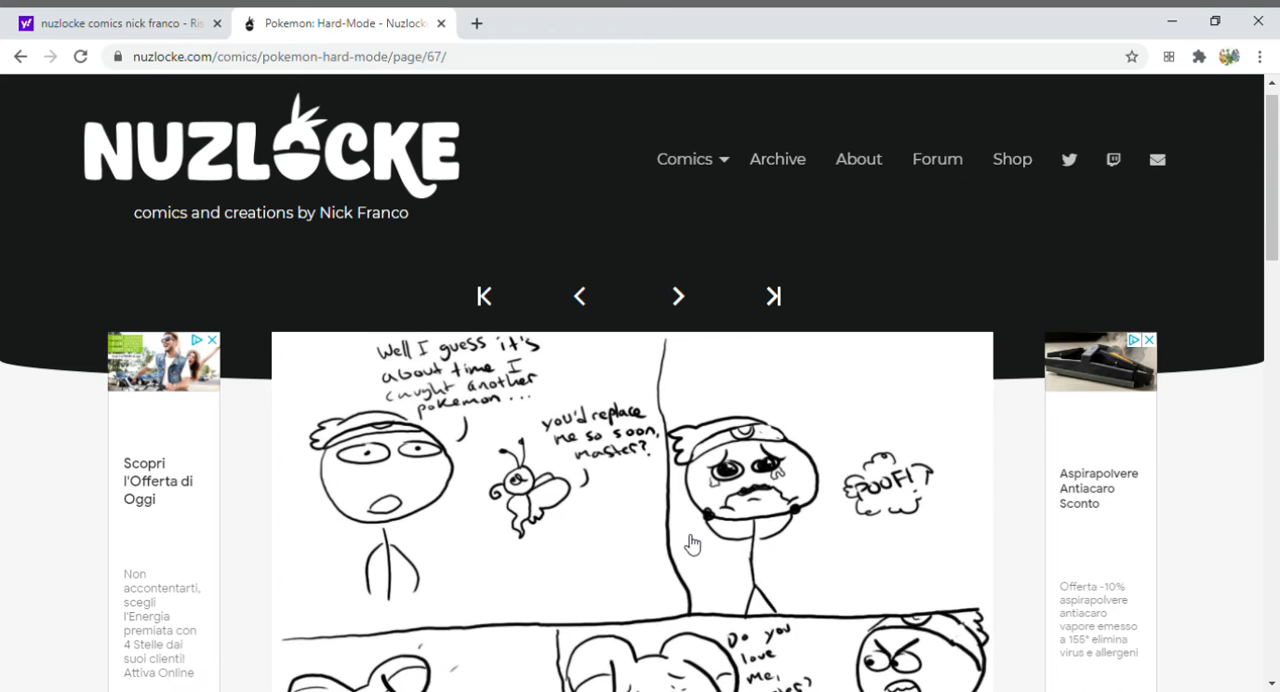 nuzlocke comics nick franco - Ris
Pokemon: Hard-Mode - Nuzlocke
nuzlocke.com/comics/pokemon-hard-mode/page/67/
NUZLOCKE
comics and creations by Nick Franco
Comics
Archive
About
Forum
Shop
Well I guess it's
about time I
caught another
pokemon...
you'd replace
me so soon,
master?
POOF!
Do you
love
me,
Scopri
l'Offerta di
Oggi
Non
accontentarti,
scegli
l'Energia
premiata con
4 Stelle dai
suoi clienti!
Attiva Online
Aspirapolvere
Antiacaro
Sconto
Offerta -10%
aspirapolvere
antiacaro
vapore emesso
a 155° elimina
virus e allergeni